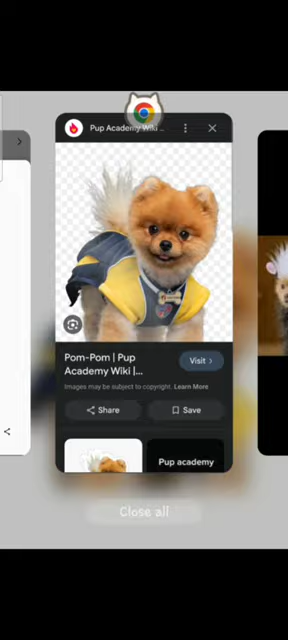 Pup Academy Wiki ...
Pom-Pom | Pup
Academy Wiki |...
Visit
Images may be subject to copyright. Learn More
Share
Save
Pup academy
Close all